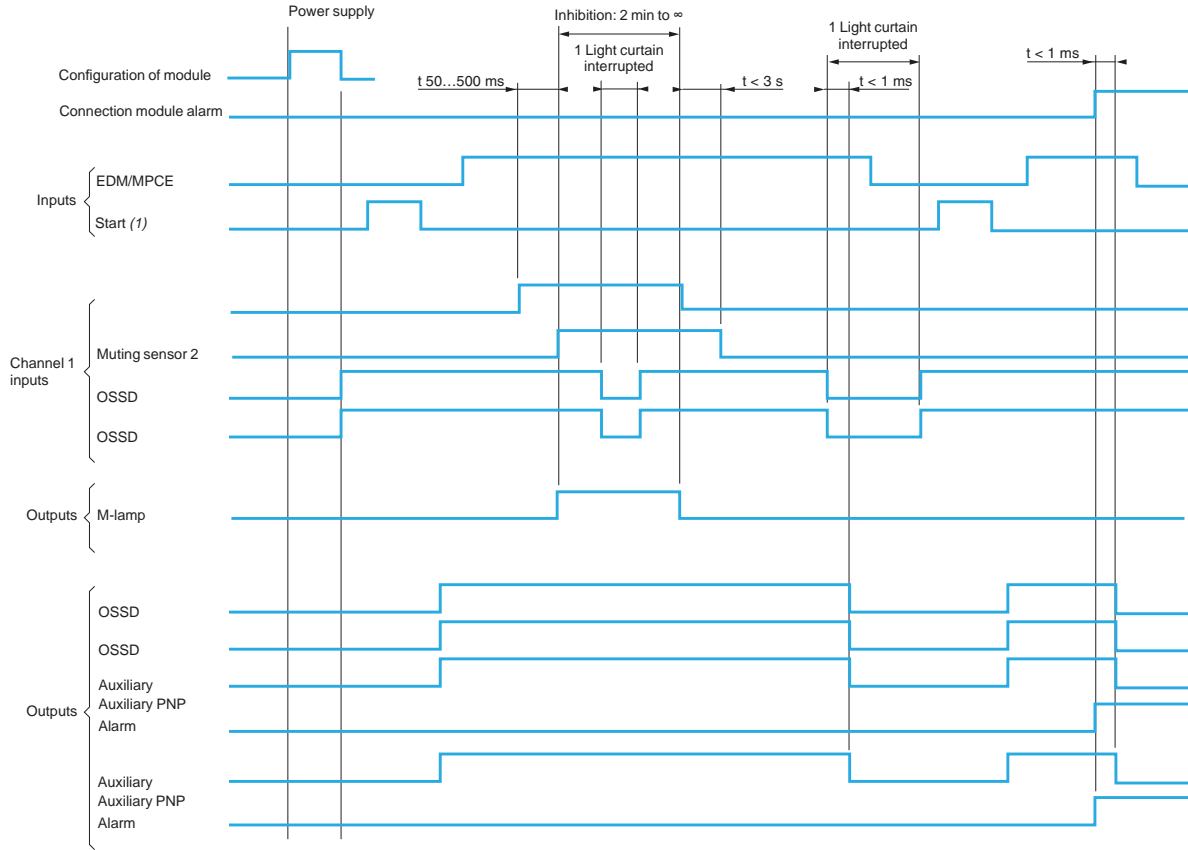 Power supply
Inhibition: 2 min to ∞
1 Light curtain
interrupted
1 Light curtain
interrupted
t < 1 ms
Configuration of module
t 50...500 ms
t < 3 s
t < 1 ms
Connection module alarm
Inputs
EDM/MPCE
Start (1)
Channel 1
inputs
Muting sensor 2
OSSD
OSSD
Outputs
M-lamp
Outputs
OSSD
OSSD
Auxiliary
Auxiliary PNP
Alarm
Auxiliary
Auxiliary PNP
Alarm